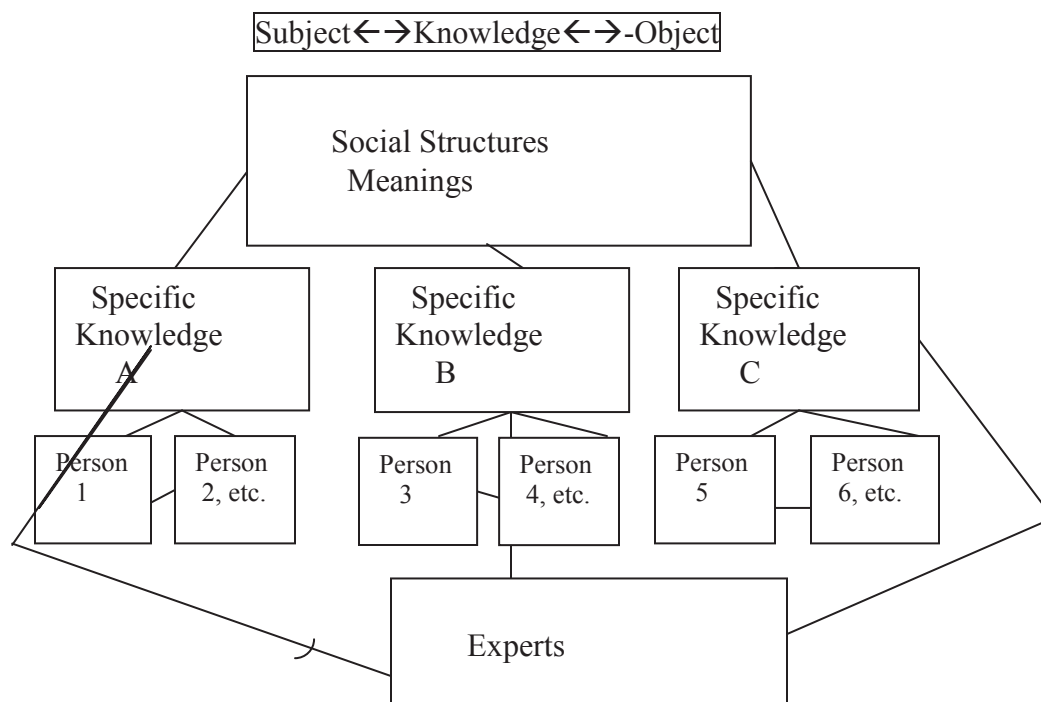 Subject←→Knowledge←→-Object
Social Structures
Meanings
Specific
Knowledge
A
Specific
Knowledge
B
Specific
Knowledge
C
Person
1
Person
2, etc.
Person
3
Person
4, etc.
Person
5
Person
6, etc.
Experts